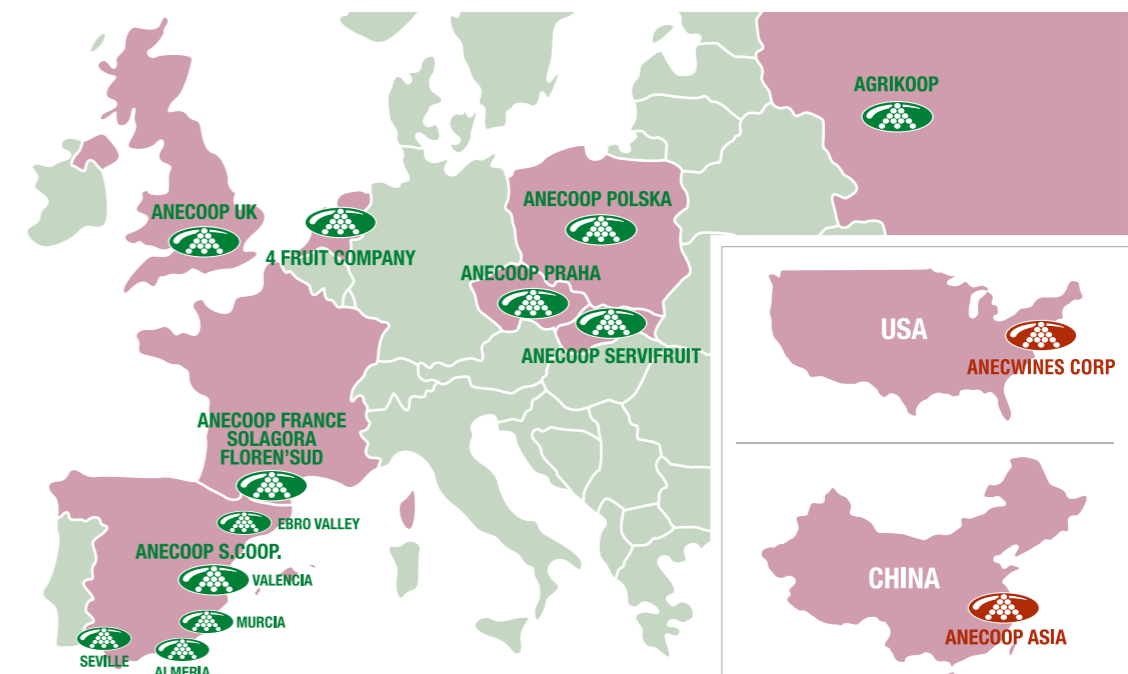 AGRIKOOP
ANECOOP UK
4 FRUIT COMPANY
ANECOOP POLSKA
ANECOOP PRAHA
ANECOOP SERVIFRUIT
ANECOOP FRANCE
SOLAGORA
FLOREN'SUD
EBRO VALLEY
ANECOOP S.COOP.
VALENCIA
MURCIA
SEVILLE
ALMERIA
USA
ANECWINES CORP
CHINA
ANECOOP ASIA